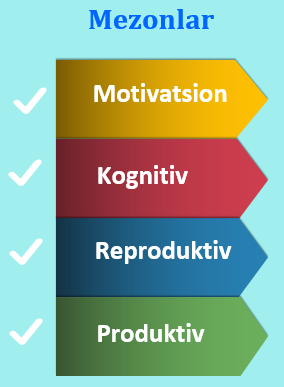 Mezonlar
Motivatsion
Kognitiv
Reproduktiv
Produktiv